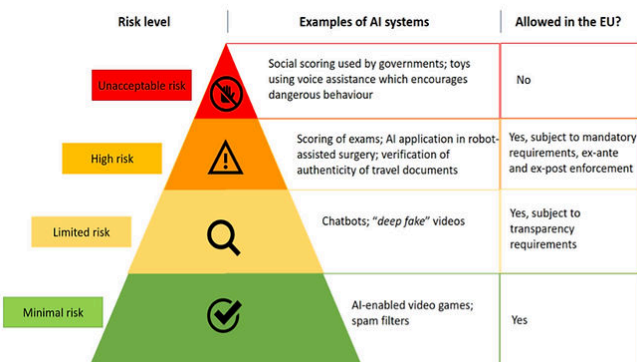 Risk level
Examples of AI systems
Allowed in the EU?
Unacceptable risk
Social scoring used by governments; toys
using voice assistance which encourages
dangerous behaviour
No
High risk
Scoring of exams; AI application in robot-
assisted surgery; verification of
authenticity of travel documents
Yes, subject to mandatory
requirements, ex-ante
and ex-post enforcement
Limited risk
Chatbots; “deep fake” videos
Yes, subject to
transparency
requirements
Minimal risk
AI-enabled video games;
spam filters
Yes